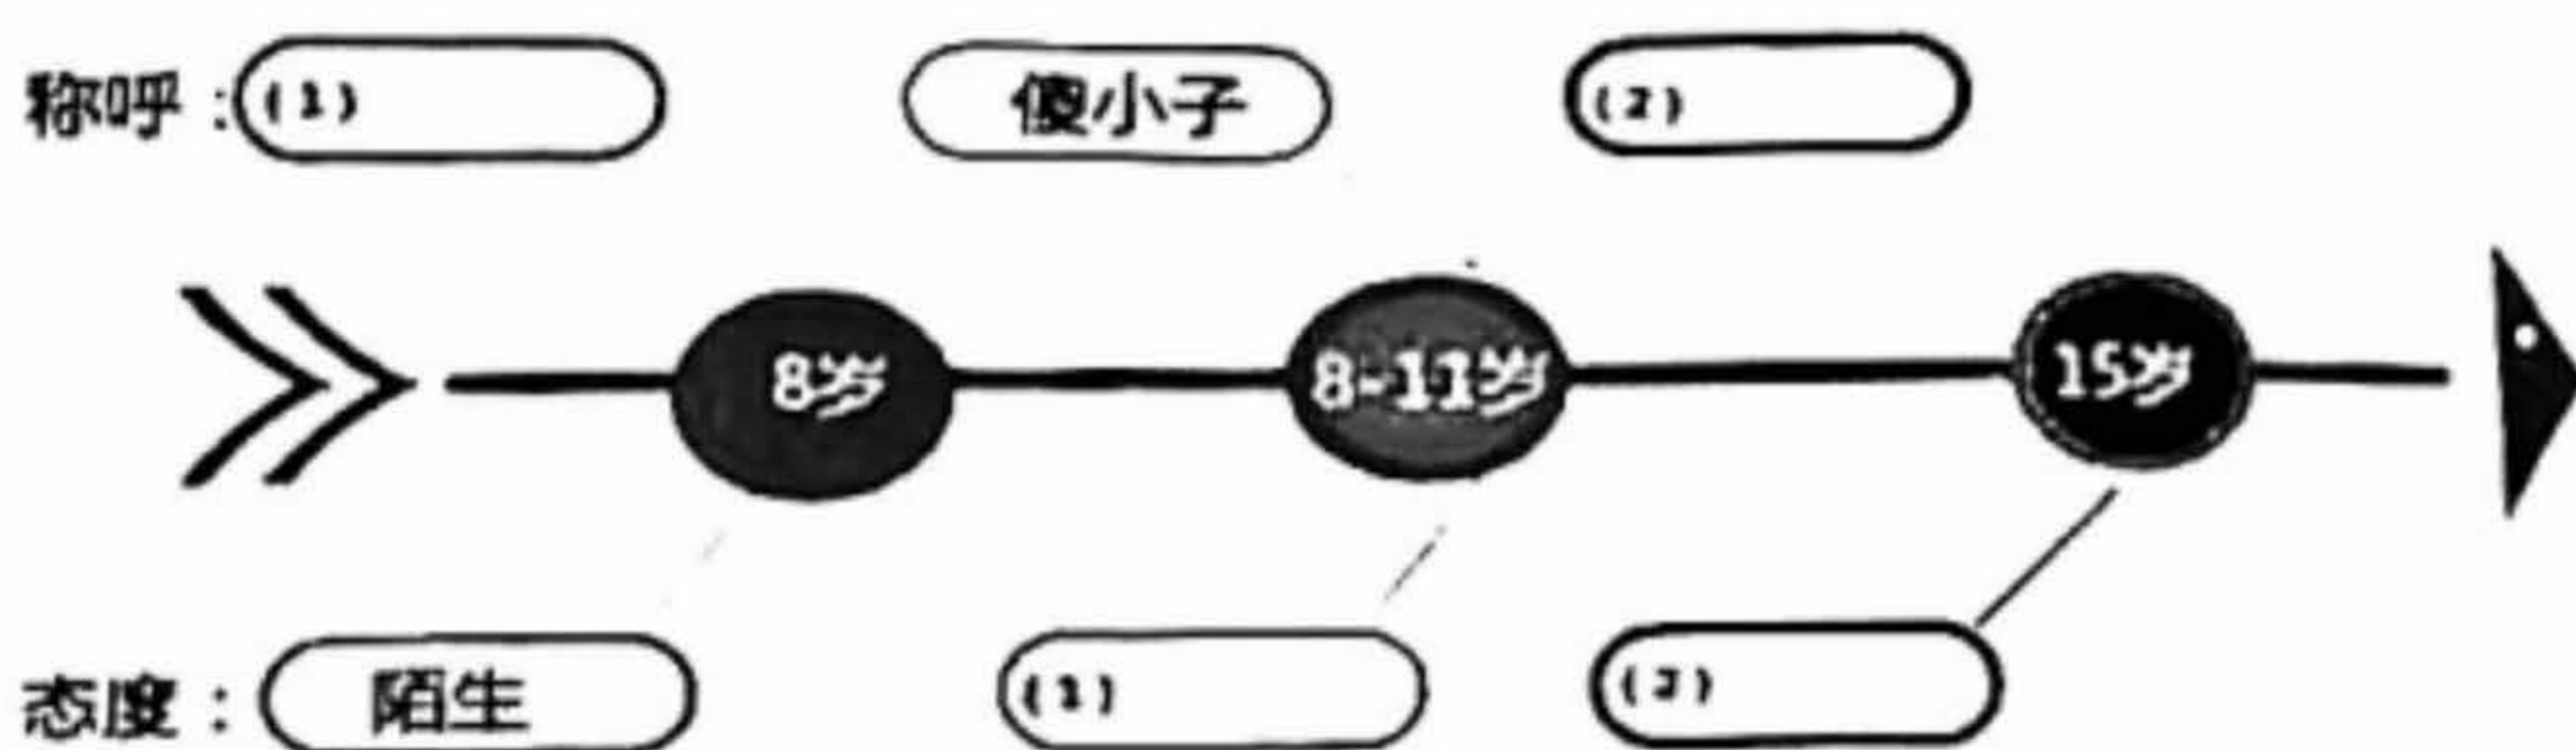 称呼：(1) 傻小子 (2)
8岁 8-11岁 15岁
态度：陌生 (1) (2)